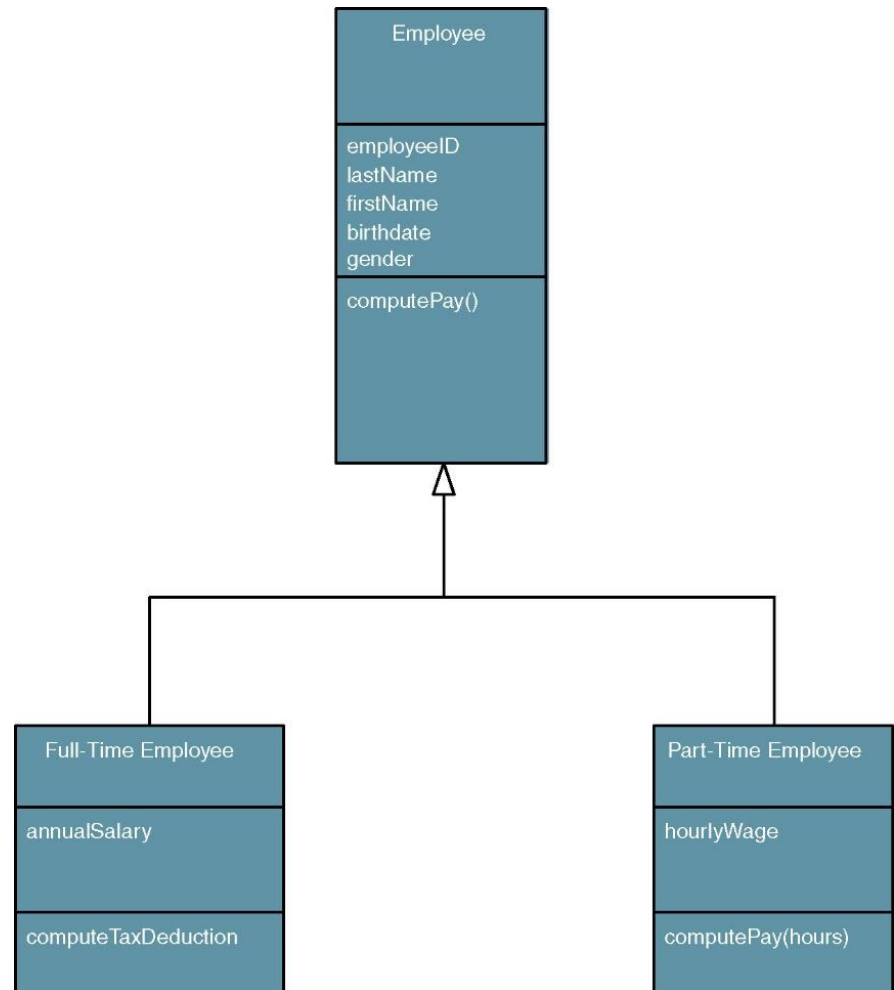 Employee
employeeID
lastName
firstName
birthdate
gender
computePay()
Full-Time Employee
annualSalary
computeTaxDeduction
Part-Time Employee
hourlyWage
computePay(hours)